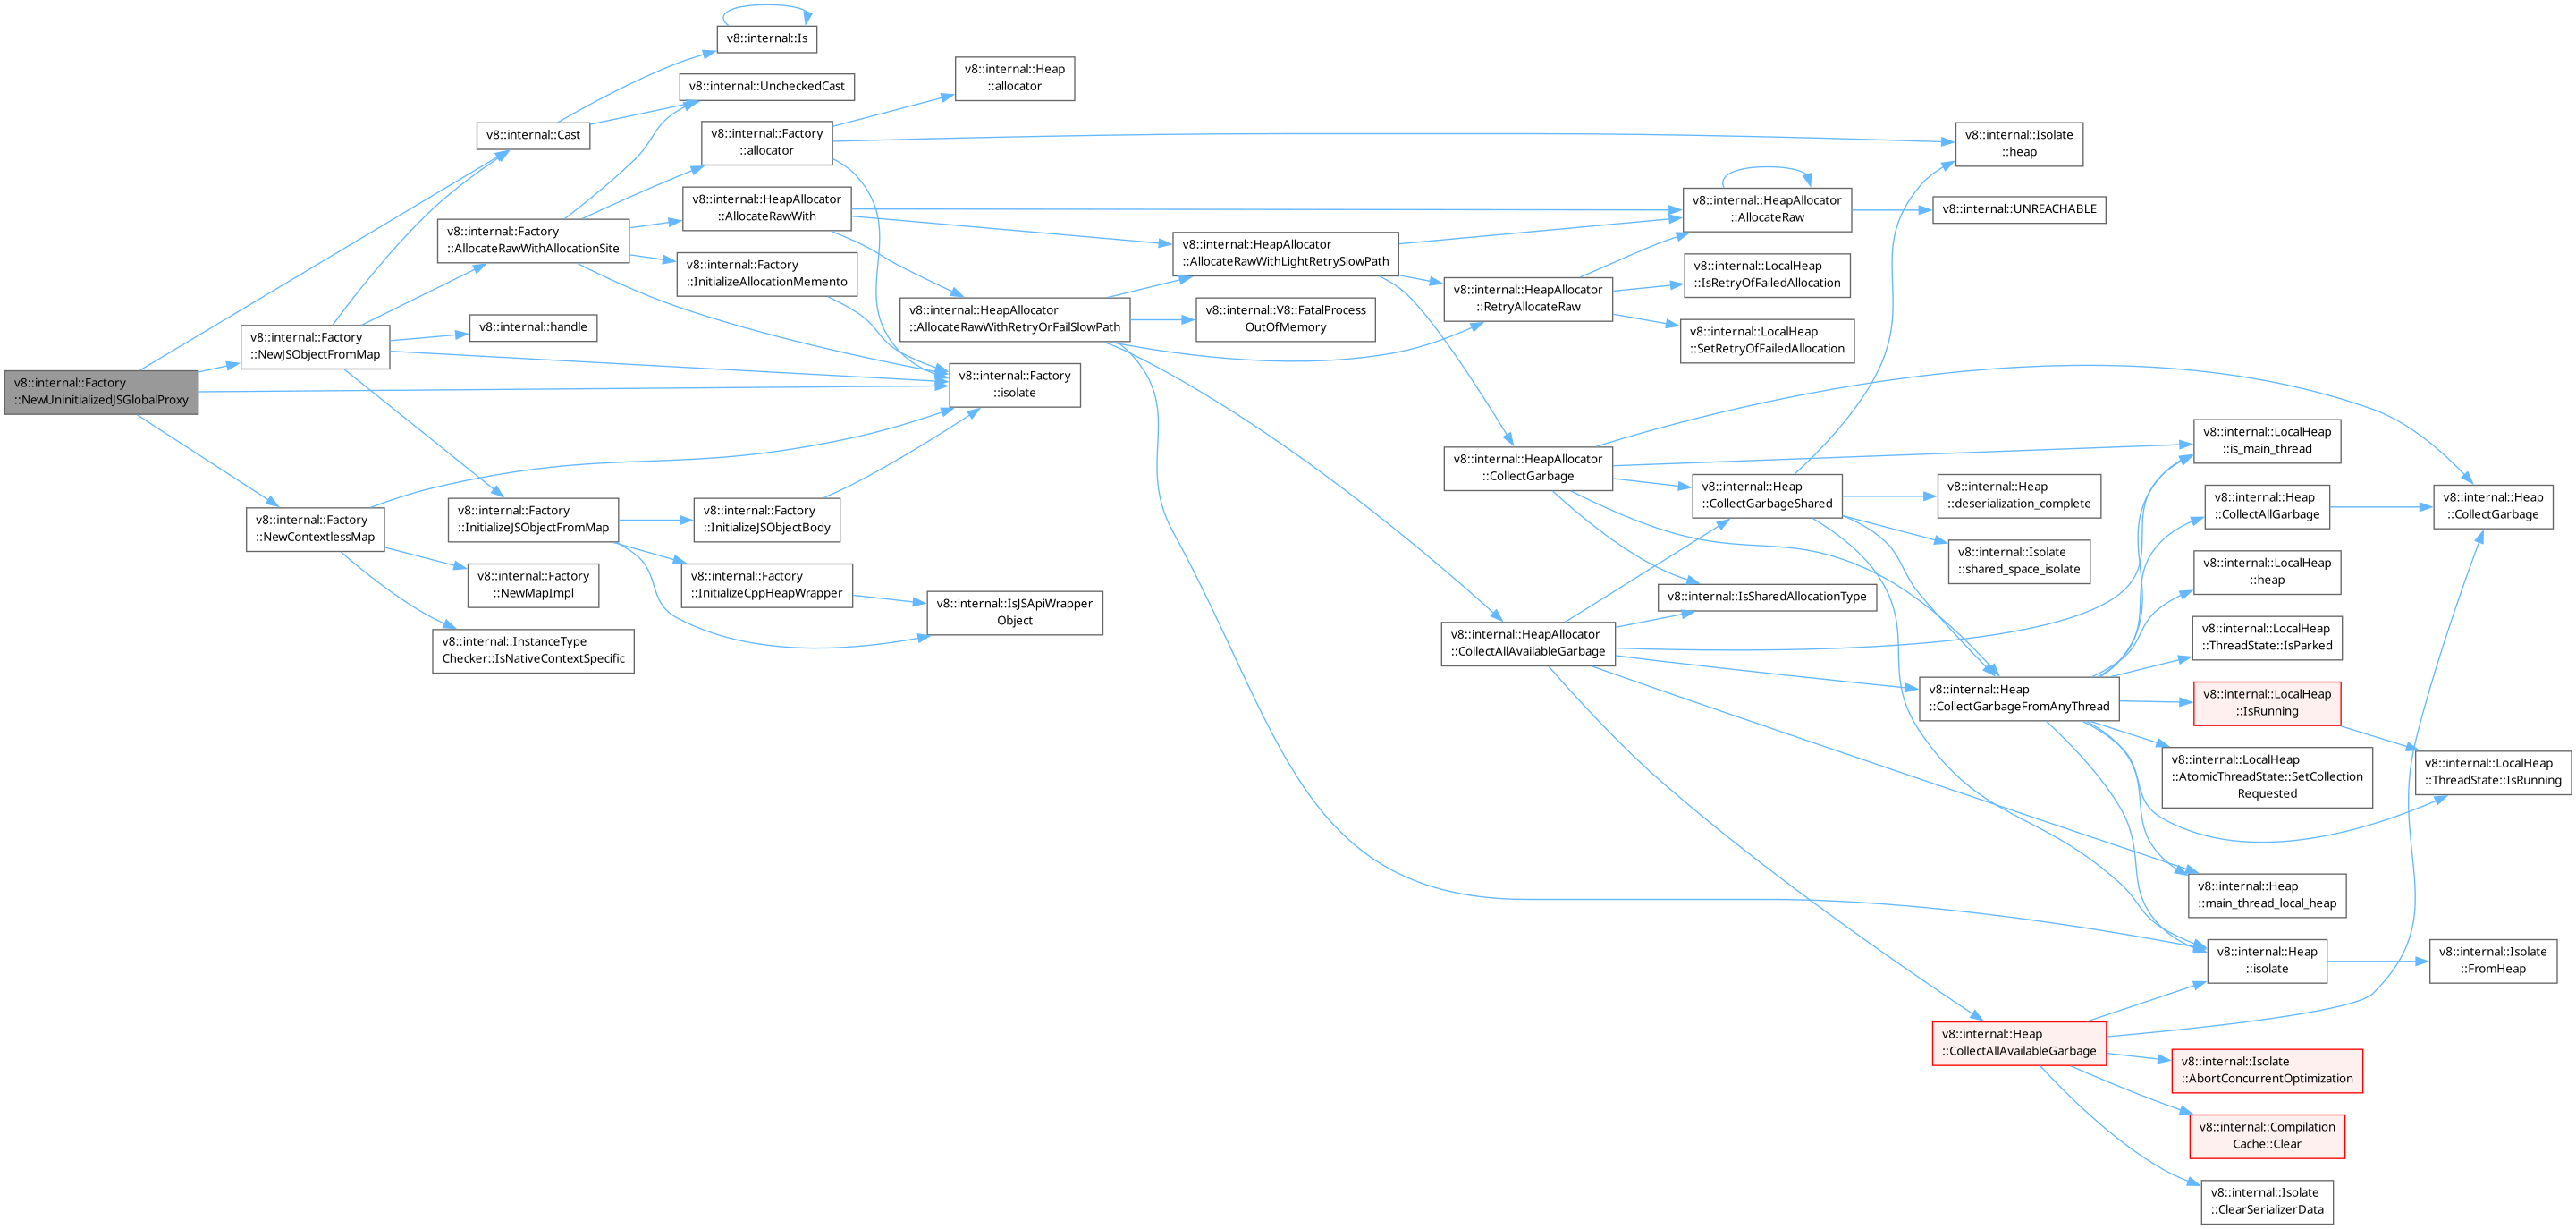 v8::internal::Factory
::NewUninitializedJSGlobalProxy
v8::internal::Factory
::NewJSObjectFromMap
v8::internal::Factory
::NewContextlessMap
v8::internal::Cast
v8::internal::Factory
::AllocateRawWithAllocationSite
v8::internal::handle
v8::internal::Factory
::InitializeJSObjectFromMap
v8::internal::Factory
::NewMapImpl
v8::internal::InstanceType
Checker::IsNativeContextSpecific
v8::internal::Is
v8::internal::UncheckedCast
v8::internal::Factory
::allocator
v8::internal::HeapAllocator
::AllocateRawWith
v8::internal::Factory
::InitializeAllocationMemento
v8::internal::Factory
::InitializeJSObjectBody
v8::internal::Factory
::InitializeCppHeapWrapper
v8::internal::Heap
::allocator
v8::internal::HeapAllocator
::AllocateRawWithRetryOrFailSlowPath
v8::internal::Factory
::isolate
v8::internal::IsJSApiWrapper
Object
v8::internal::HeapAllocator
::AllocateRawWithLightRetrySlowPath
v8::internal::V8::FatalProcess
OutOfMemory
v8::internal::HeapAllocator
::RetryAllocateRaw
v8::internal::HeapAllocator
::CollectGarbage
v8::internal::HeapAllocator
::CollectAllAvailableGarbage
v8::internal::HeapAllocator
::AllocateRaw
v8::internal::LocalHeap
::IsRetryOfFailedAllocation
v8::internal::LocalHeap
::SetRetryOfFailedAllocation
v8::internal::Heap
::CollectGarbageShared
v8::internal::IsSharedAllocationType
v8::internal::Isolate
::heap
v8::internal::UNREACHABLE
v8::internal::Heap
::deserialization_complete
v8::internal::Isolate
::shared_space_isolate
v8::internal::Heap
::CollectGarbageFromAnyThread
v8::internal::Heap
::CollectAllAvailableGarbage
v8::internal::LocalHeap
::is_main_thread
v8::internal::Heap
::CollectAllGarbage
v8::internal::LocalHeap
::heap
v8::internal::LocalHeap
::ThreadState::IsParked
v8::internal::LocalHeap
::IsRunning
v8::internal::LocalHeap
::AtomicThreadState::SetCollection
Requested
v8::internal::Heap
::main_thread_local_heap
v8::internal::Heap
::isolate
v8::internal::Isolate
::AbortConcurrentOptimization
v8::internal::Compilation
Cache::Clear
v8::internal::Isolate
::ClearSerializerData
v8::internal::Heap
::CollectGarbage
v8::internal::LocalHeap
::ThreadState::IsRunning
v8::internal::Isolate
::FromHeap